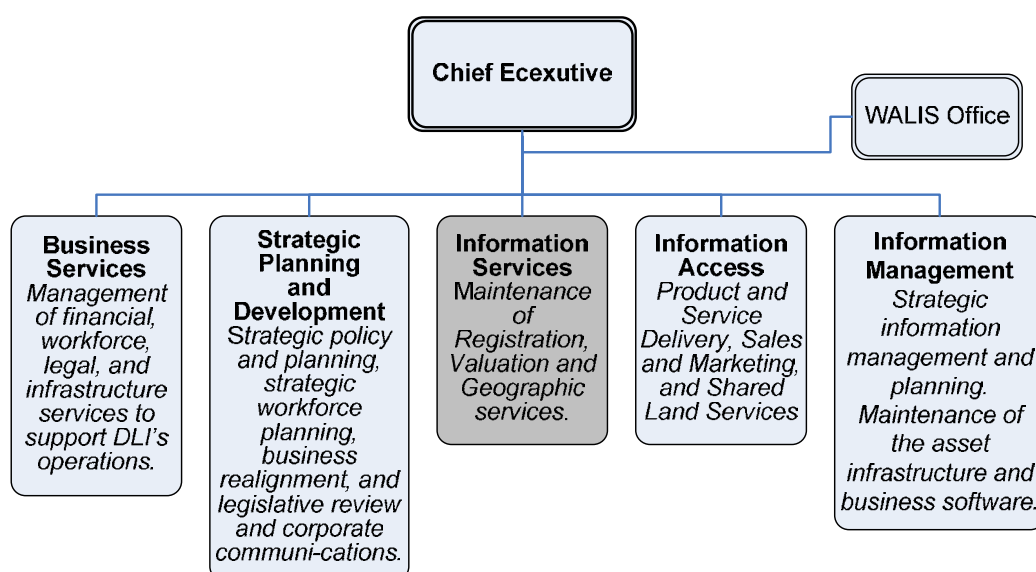 Chief Ecexutive
WALIS Office
Business
Services
Management
of financial,
workforce,
legal, and
infrastructure
services to
support DLI's
operations.
Strategic
Planning
and
Development
Strategic policy
and planning,
strategic
workforce
planning,
business
realignment, and
legislative review
and corporate
communi-cations.
Information
Services
Maintenance
of
Registration,
Valuation and
Geographic
services.
Information
Access
Product and
Service
Delivery, Sales
and Marketing,
and Shared
Land Services
Information
Management
Strategic
information
management and
planning.
Maintenance of
the asset
infrastructure and
business software.